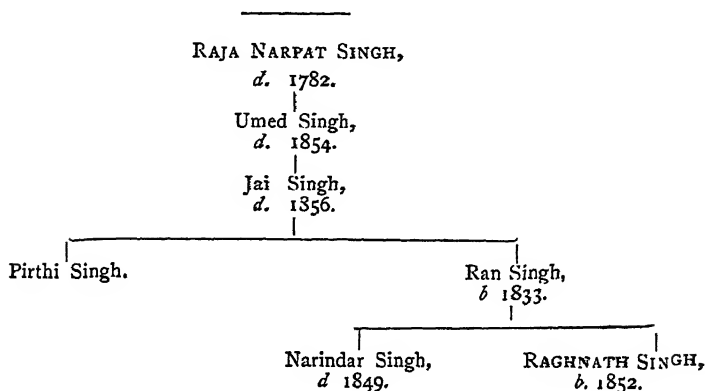 RAJA NARPAT SINGH,
d. 1782.
Umed Singh,
d. 1854.
Jai Singh,
d. 1856.
Pirthi Singh.
Ran Singh,
b 1833.
Narindar Singh,
d 1849.
RAGHNATH SINGH,
b. 1852.